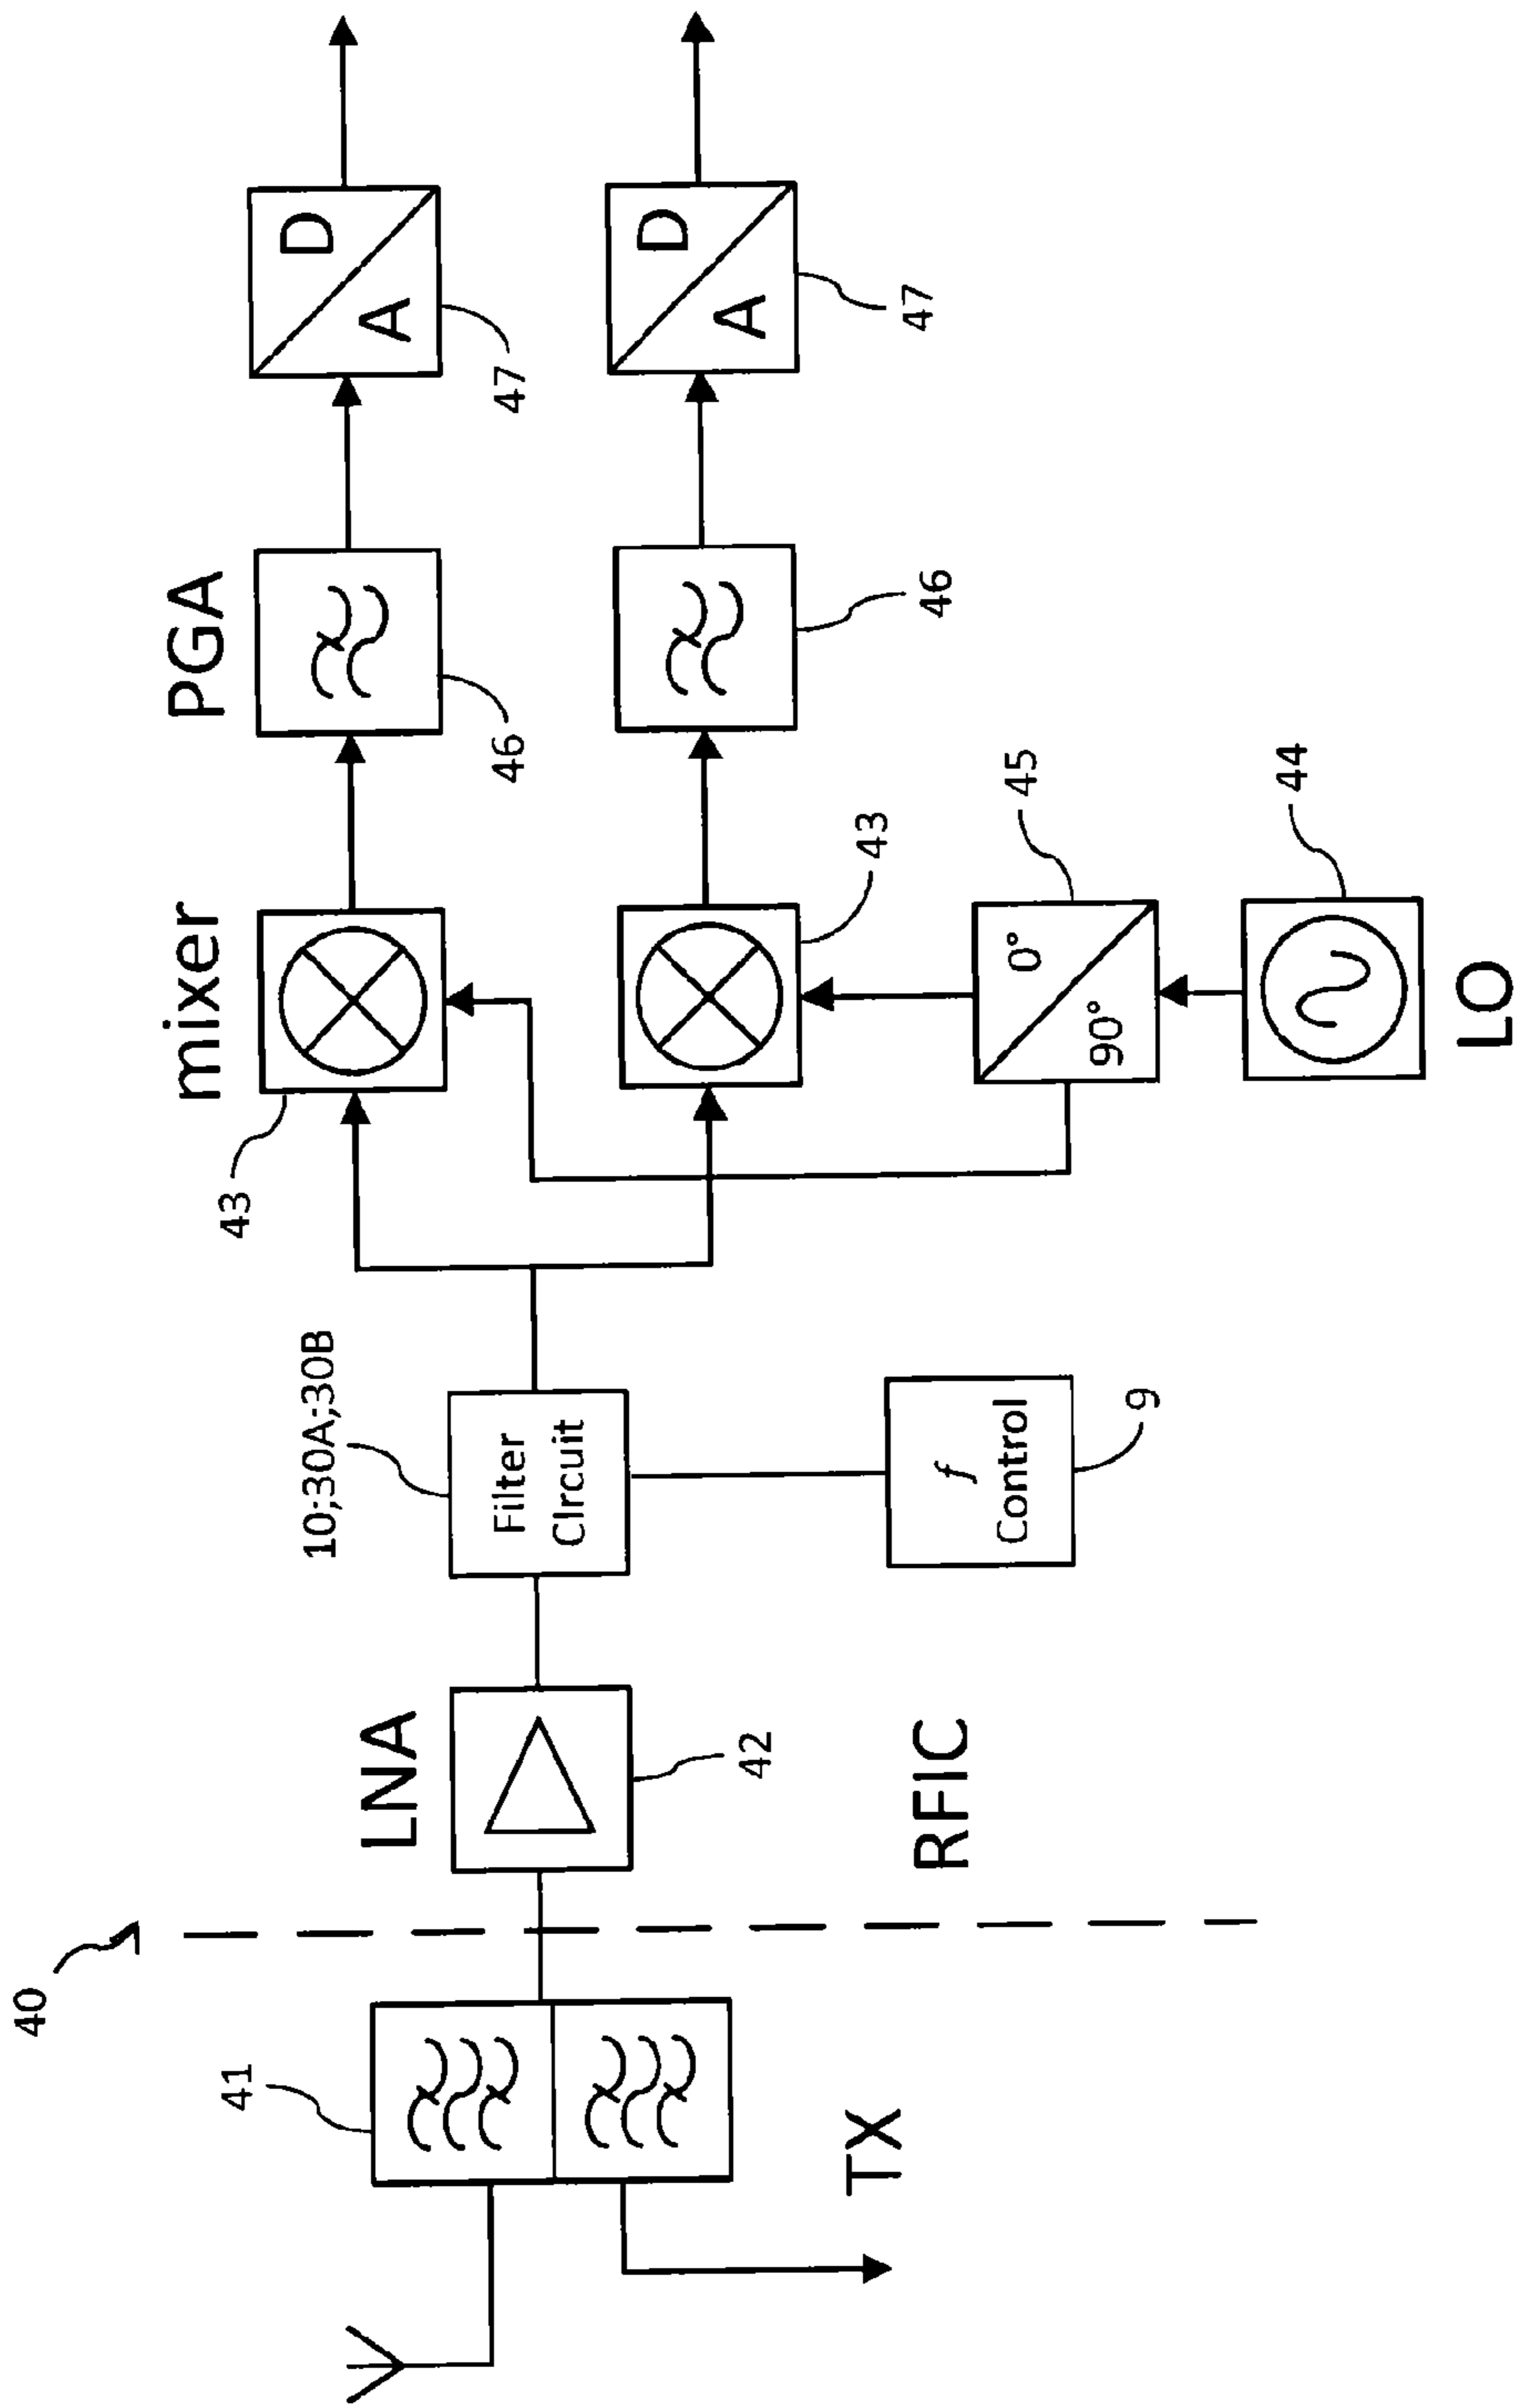 40
41
TX
LNA
42
RFIC
10;30A;30B
Filter
CIrcuit
f
Control
9
mixer
43
43
90°
0°
45
44
LO
PGA
46
46
A
D
47
A
D
47